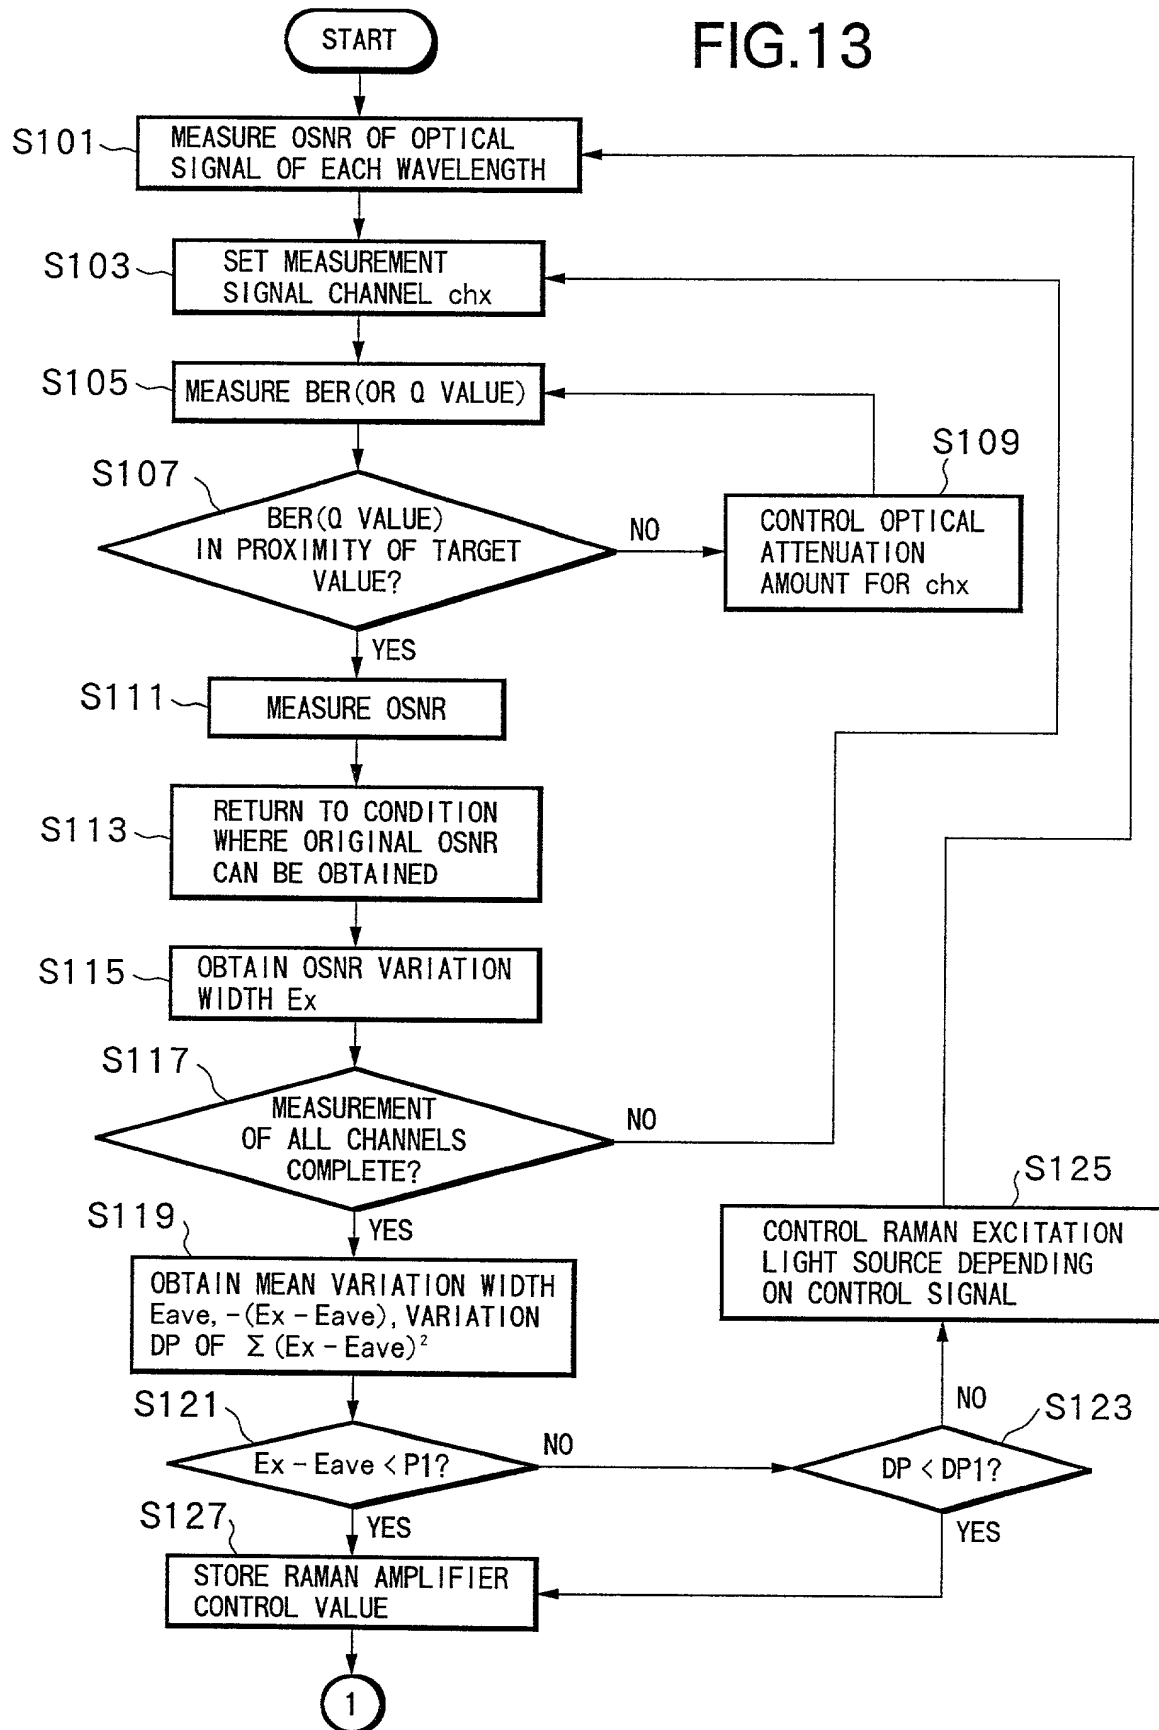 FIG.13
START
S101
MEASURE OSNR OF OPTICAL
SIGNAL OF EACH WAVELENGTH
S103
SET MEASUREMENT
SIGNAL CHANNEL chx
S105
MEASURE BER(OR Q VALUE)
S107
BER(Q VALUE)
IN PROXIMITY OF TARGET
VALUE?
NO
S109
CONTROL OPTICAL
ATTENUATION
AMOUNT FOR chx
YES
S111
MEASURE OSNR
S113
RETURN TO CONDITION
WHERE ORIGINAL OSNR
CAN BE OBTAINED
S115
OBTAIN OSNR VARIATION
WIDTH Ex
S117
MEASUREMENT
OF ALL CHANNELS
COMPLETE?
NO
YES
S119
OBTAIN MEAN VARIATION WIDTH
Eave, -(Ex - Eave), VARIATION
DP OF Σ (Ex - Eave)²
S121
Ex - Eave < P1?
NO
S123
DP < DP1?
NO
S125
CONTROL RAMAN EXCITATION
LIGHT SOURCE DEPENDING
ON CONTROL SIGNAL
YES
YES
S127
STORE RAMAN AMPLIFIER
CONTROL VALUE
1